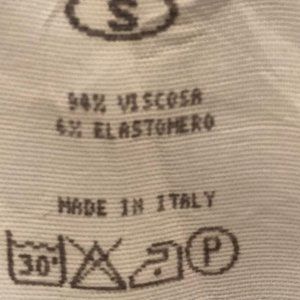 S
94% VISCOSA
6% ELASTOMERO
MADE IN ITALY
30° P